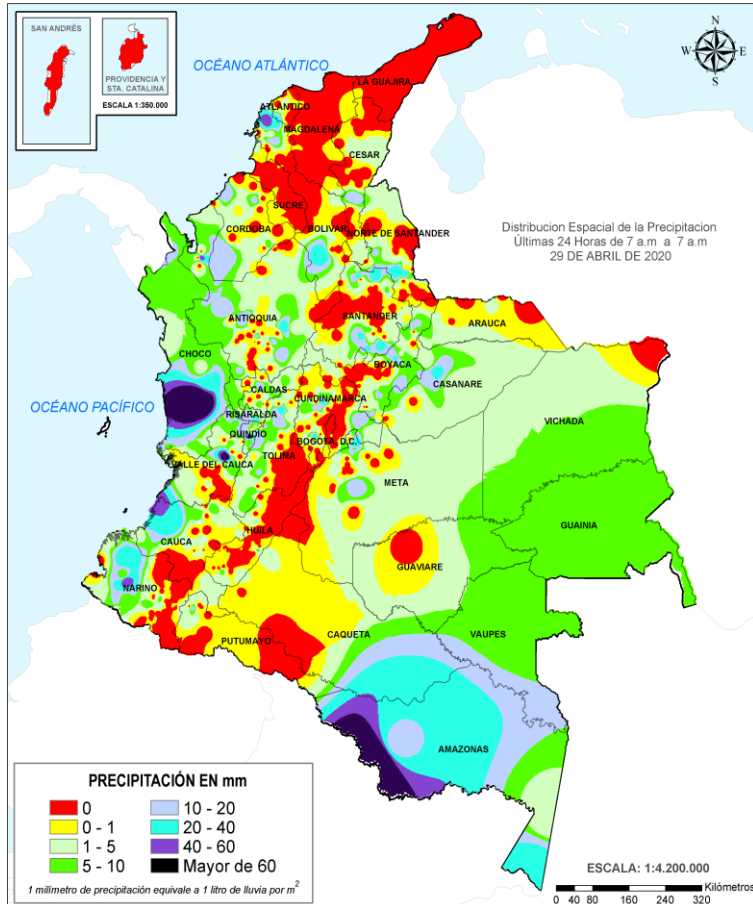 SAN ANDRÉS
PROVIDENCIA Y
STA. CATALINA
ESCALA 1:350.000
OCÉANO ATLÁNTICO
N
W E
S
LA GUAJIRA
ATLANTICO
MAGDALENA
CESAR
SUCRE
CORDOBA
BOLIVAR
NORTE DE SANTANDER
Distribucion Espacial de la Precipitacion
Últimas 24 Horas de 7 a.m a 7 a.m
29 DE ABRIL DE 2020
ANTIOQUIA
SANTANDER
ARAUCA
CHOCO
BOYACA
CASANARE
CALDAS
CUNDINAMARCA
OCÉANO PACÍFICO
RISARALDA
VICHADA
QUINDIO
BOGOTA, D.C.
TOLIMA
VALLE DEL CAUCA
META
GUAINIA
HUILA
CAUCA
GUAVIARE
NARINO
PUTUMAYO
CAQUETA
VAUPES
AMAZONAS
PRECIPITACIÓN EN mm
0
0 - 1
1 - 5
5 - 10
10 - 20
20 - 40
40 - 60
Mayor de 60
1 milimetro de precipitación equivale a 1 litro de lluvia por m²
ESCALA: 1:4.200.000
Kilómetros
0 40 80 160 240 320